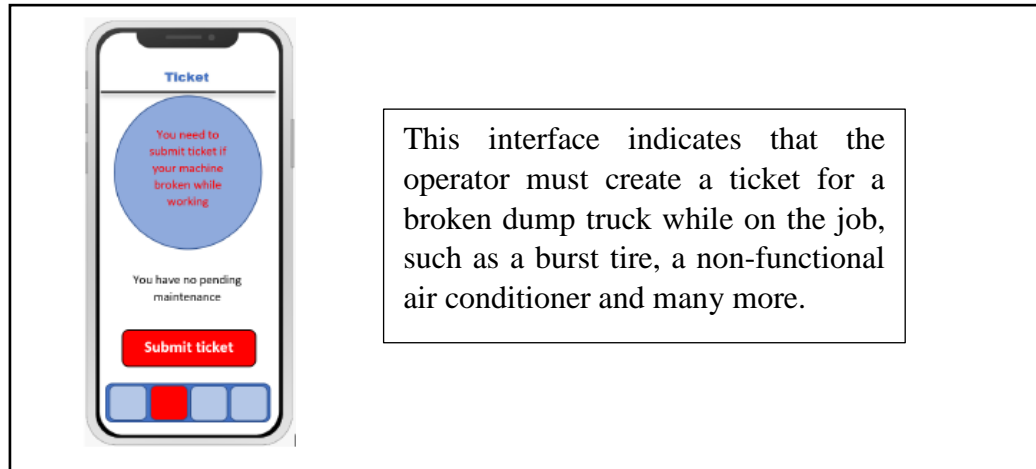 Ticket
You need to
submit ticket if
your machine
broken while
working
You have no pending
maintenance
Submit ticket
This interface indicates that the
operator must create a ticket for a
broken dump truck while on the job,
such as a burst tire, a non-functional
air conditioner and many more.